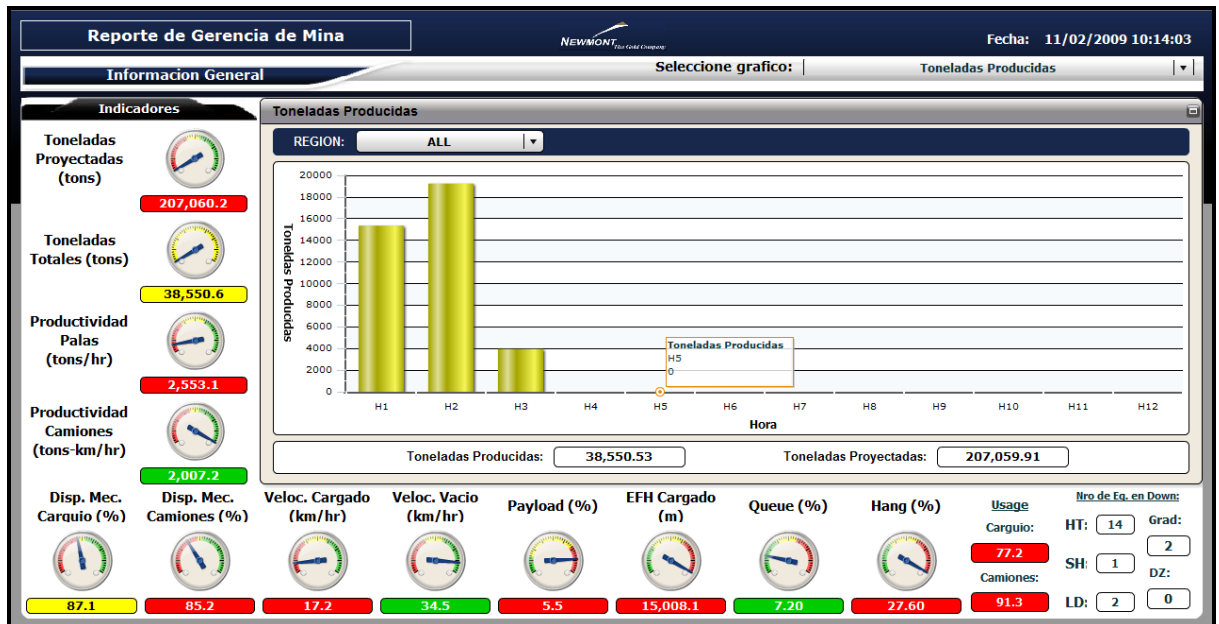 Reporte de Gerencia de Mina
NEWMONT
The Gold Company
Fecha: 11/02/2009 10:14:03
Informacion General
Seleccione grafico:
Toneladas Producidas
Indicadores
Toneladas Proyectadas (tons)
207,060.2
Toneladas Totales (tons)
38,550.6
Productividad Palas (tons/hr)
2,553.1
Productividad Camiones (tons-km/hr)
2,007.2
Toneladas Producidas
REGION: ALL
Toneldas Producidas
20000
18000
16000
14000
12000
10000
8000
6000
4000
2000
0
Toneladas Producidas
H5
0
H1 H2 H3 H4 H5 H6 H7 H8 H9 H10 H11 H12
Hora
Toneladas Producidas: 38,550.53 Toneladas Proyectadas: 207,059.91
Disp. Mec. Carguio (%)
87.1
Disp. Mec. Camiones (%)
85.2
Veloc. Cargado (km/hr)
17.2
Veloc. Vacio (km/hr)
34.5
Payload (%)
5.5
EFH Cargado (m)
15,008.1
Queue (%)
7.20
Hang (%)
27.60
Usage
Carguio:
77.2
Camiones:
91.3
Nro de Eq. en Down:
HT: 14
SH: 1
LD: 2
Grad:
2
DZ:
0